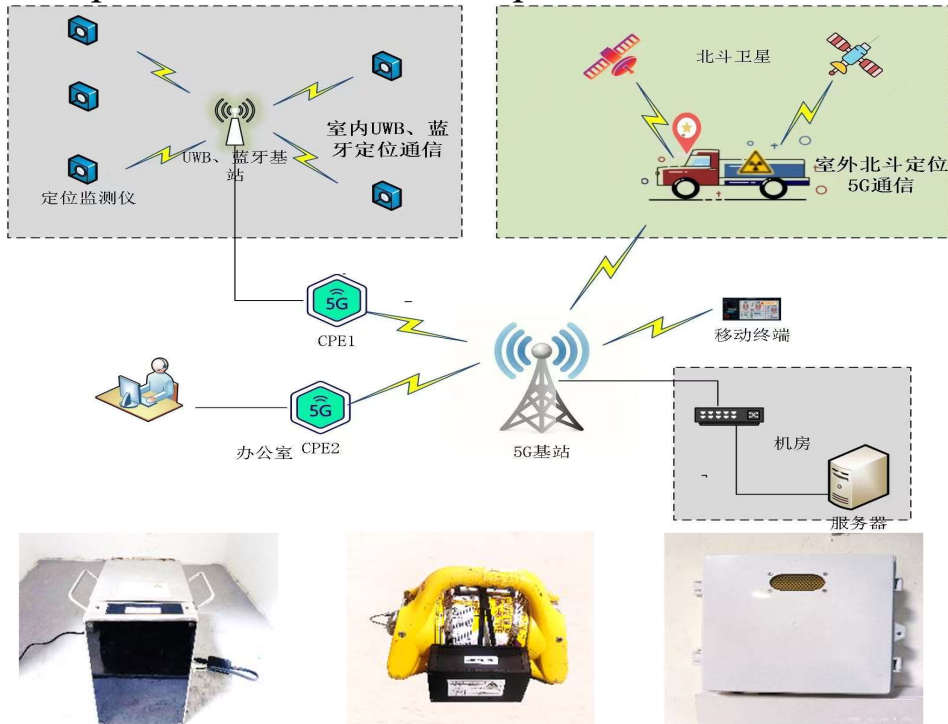 北斗卫星
室内UWB、蓝
牙定位通信
UWB、蓝牙基
站
定位监测仪
室外北斗定位
5G通信
5G
CPE1
移动终端
5G
办公室
CPE2
5G基站
机房
服务器